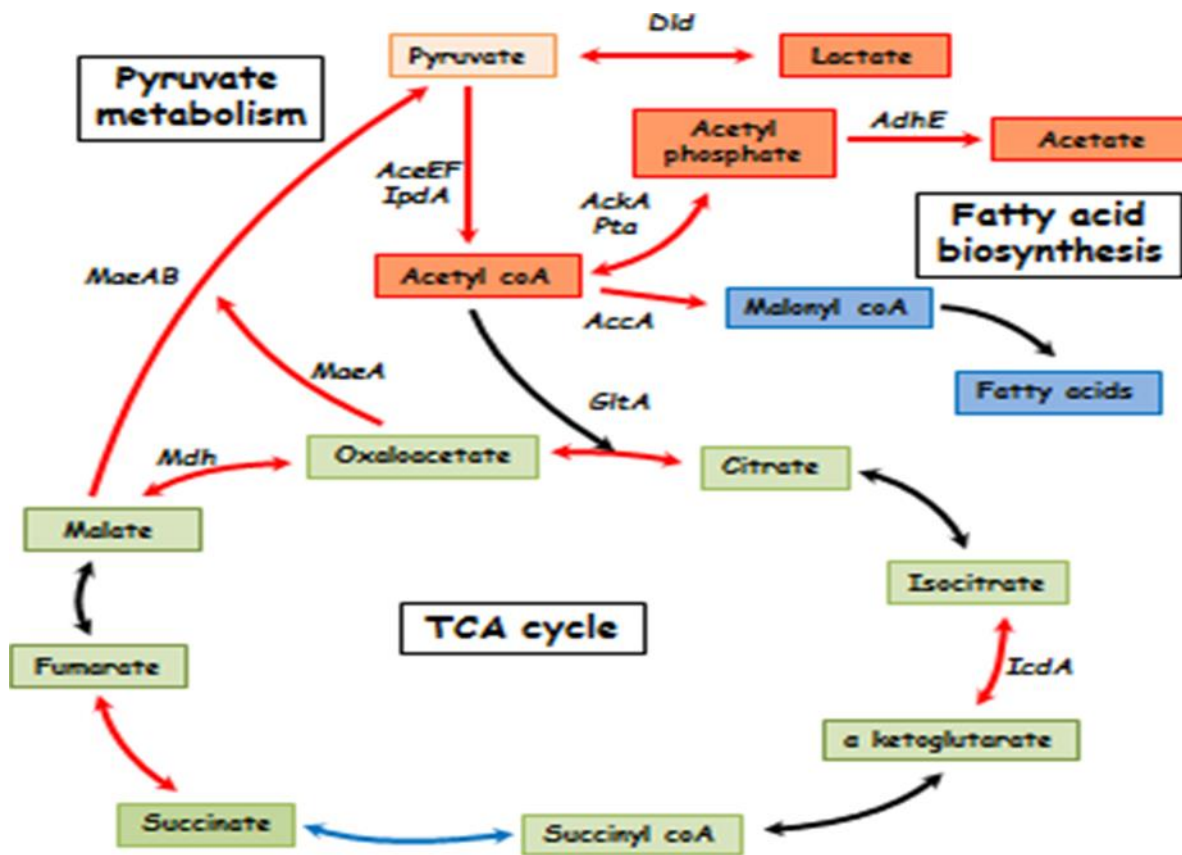 Dld
Pyruvate
Lactate
Pyruvate
metabolism
Acetyl
phosphate
AdhE
Acetate
AceEF
IpdA
AckA
Pta
Fatty acid
biosynthesis
MaeAB
Acetyl coA
AccA
Malonyl coA
MaeA
GltA
Fatty acids
Mdh
Oxaloacetate
Citrate
Malate
Isocitrate
TCA cycle
Fumarate
IcdA
a ketoglutarate
Succinate
Succinyl coA